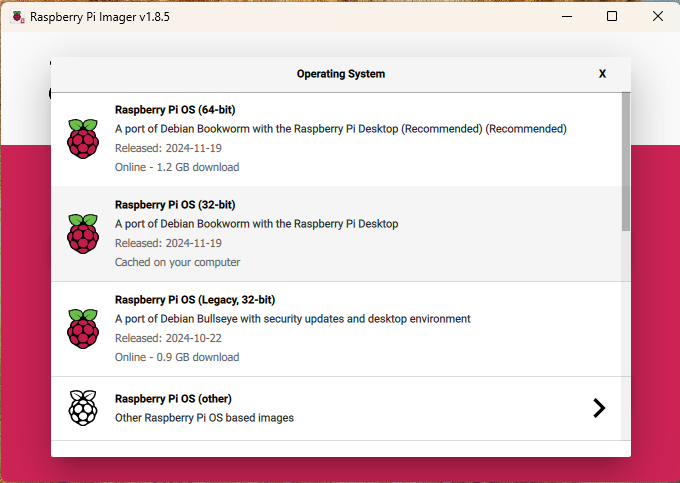 Raspberry Pi Imager v1.8.5
Operating System
X
Raspberry Pi OS (64-bit)
A port of Debian Bookworm with the Raspberry Pi Desktop (Recommended) (Recommended)
Released: 2024-11-19
Online - 1.2 GB download
Raspberry Pi OS (32-bit)
A port of Debian Bookworm with the Raspberry Pi Desktop
Released: 2024-11-19
Cached on your computer
Raspberry Pi OS (Legacy, 32-bit)
A port of Debian Bullseye with security updates and desktop environment
Released: 2024-10-22
Online - 0.9 GB download
Raspberry Pi OS (other)
Other Raspberry Pi OS based images